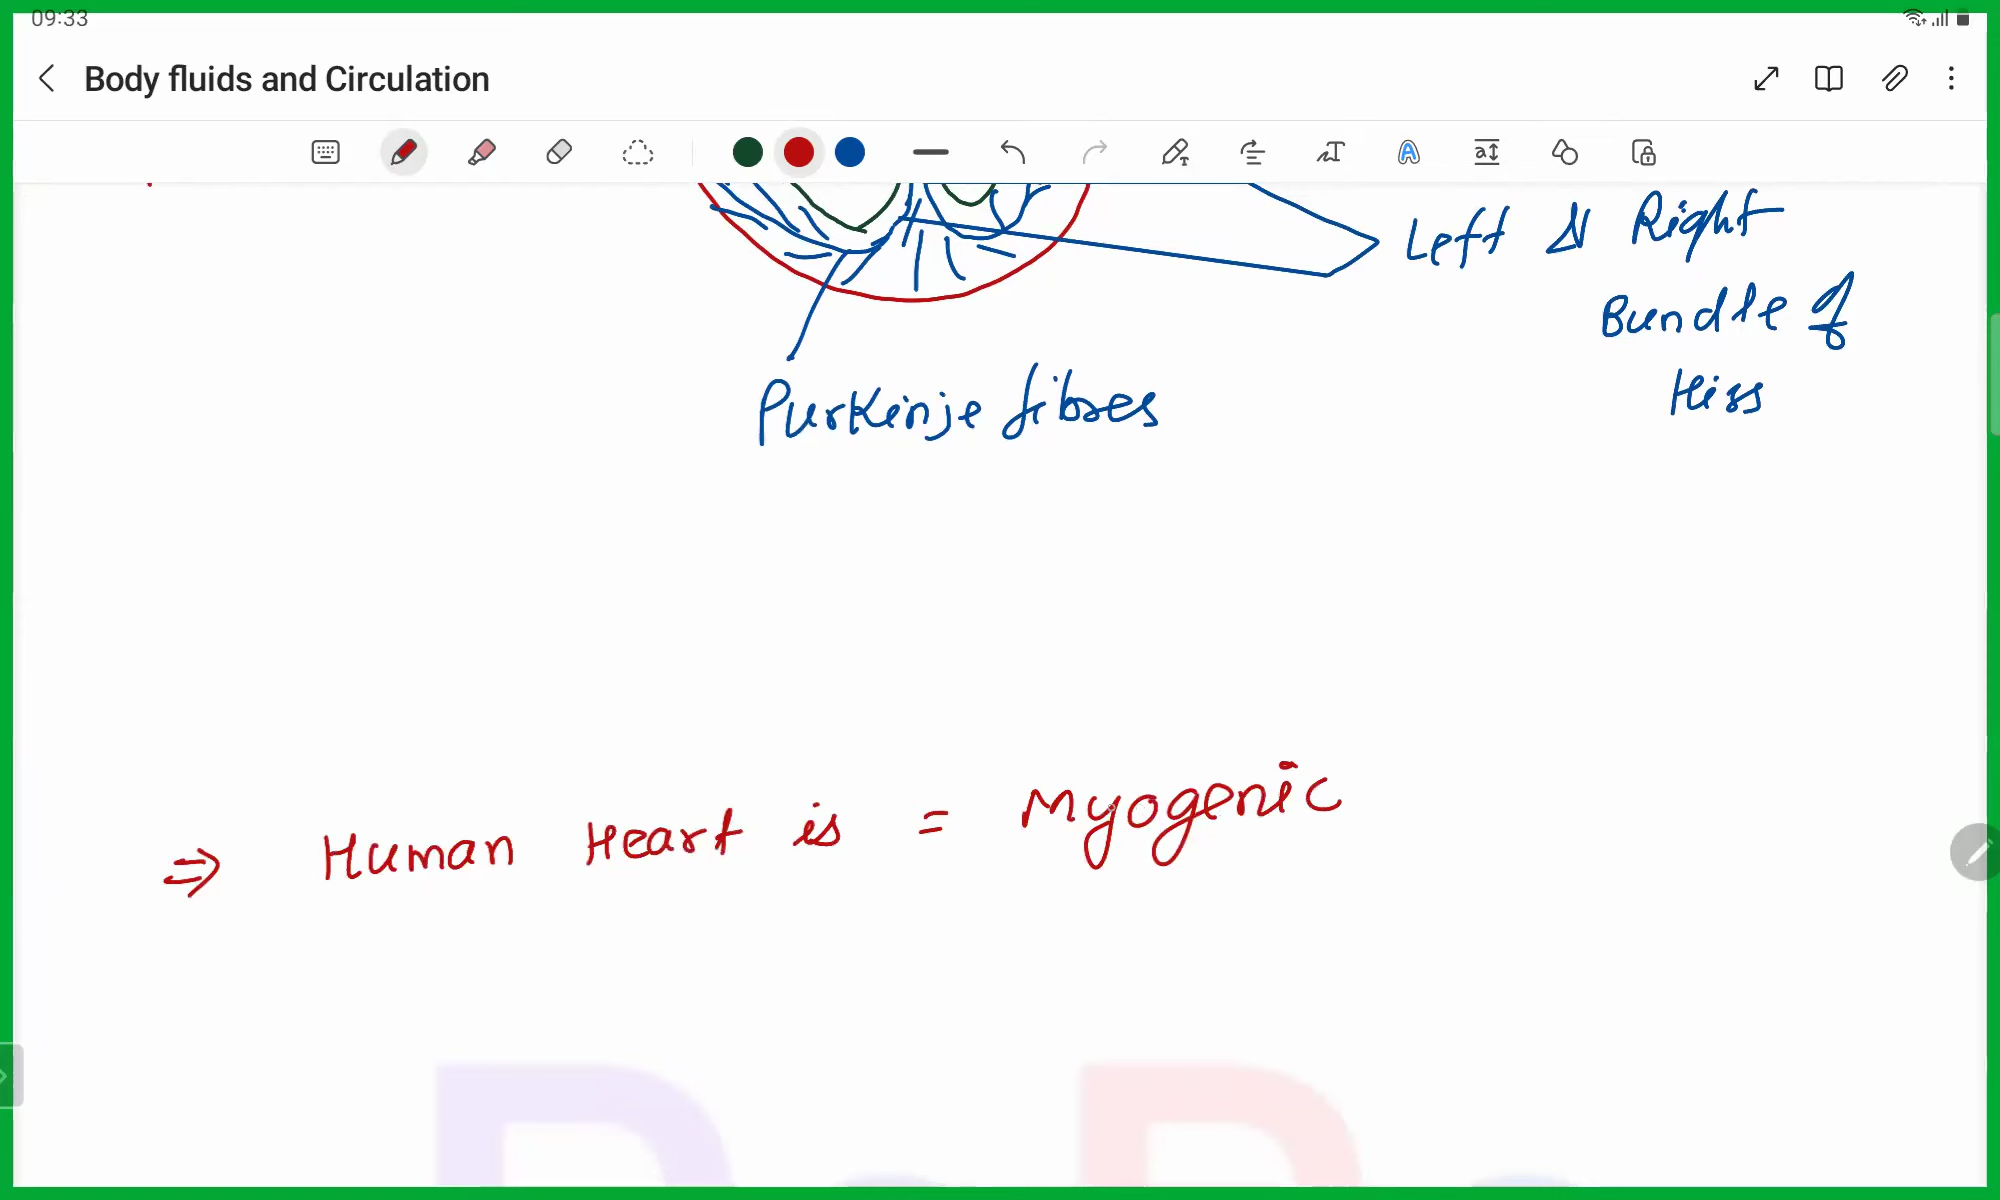 09:33
Body fluids and Circulation
Left & Right
Bundle of
Hiss
Purkinje fibres
⇒ Human Heart is = Myogenic